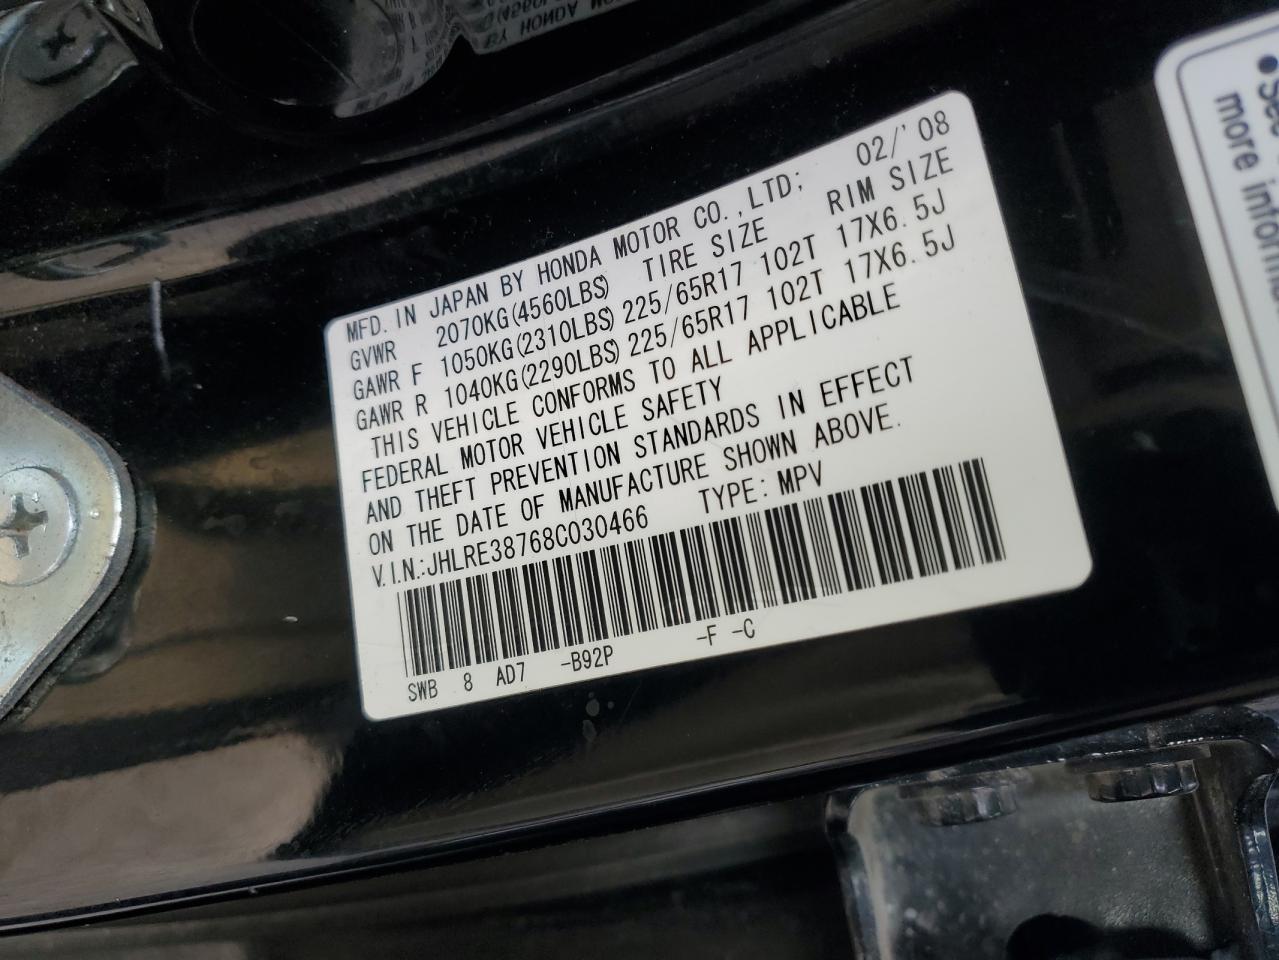 MFD. IN JAPAN BY HONDA MOTOR CO.,LTD; 02/'08
GVWR 2070KG(4560LBS) TIRE SIZE RIM SIZE
GAWR F 1050KG(2310LBS) 225/65R17 102T 17X6.5J
GAWR R 1040KG(2290LBS) 225/65R17 102T 17X6.5J
THIS VEHICLE CONFORMS TO ALL APPLICABLE
FEDERAL MOTOR VEHICLE SAFETY
AND THEFT PREVENTION STANDARDS IN EFFECT
ON THE DATE OF MANUFACTURE SHOWN ABOVE.
V.I.N.:JHLRE38768C030466 TYPE: MPV
SWB 8 AD7 -B92P -F -C
BY HONDA
•See
more